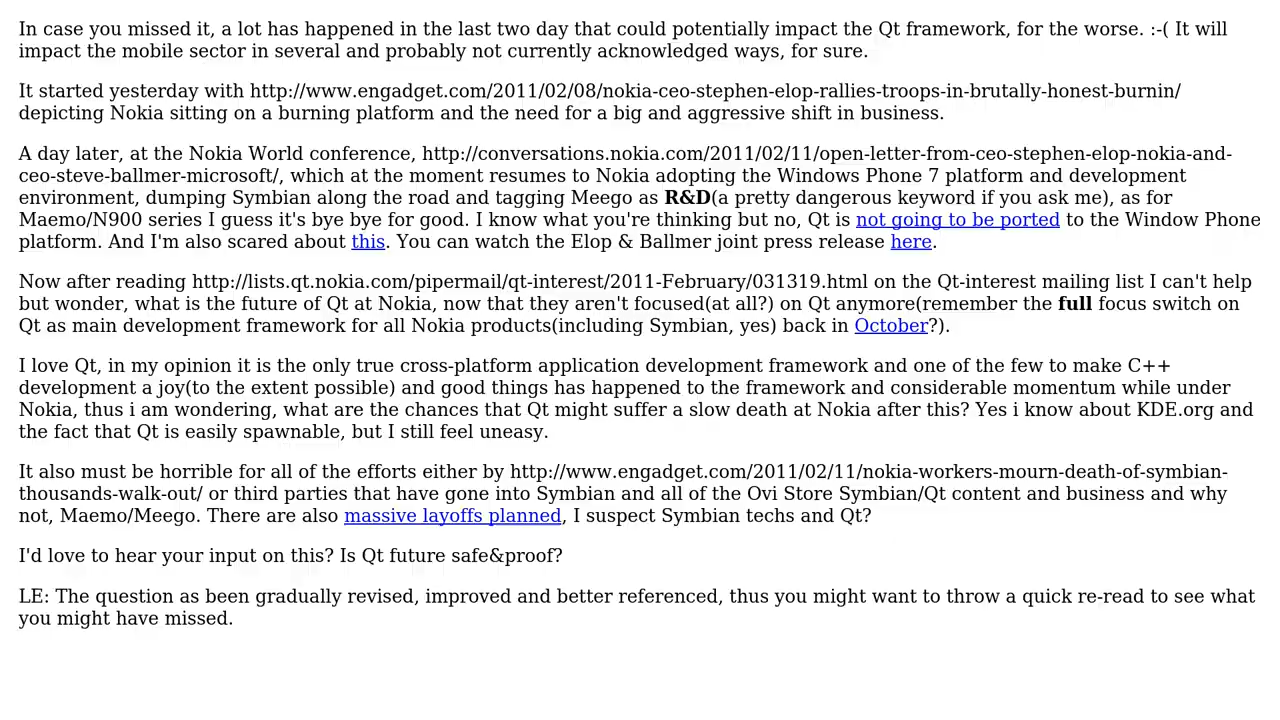 In case you missed it, a lot has happened in the last two day that could potentially impact the Qt framework, for the worse. :-( It will
impact the mobile sector in several and probably not currently acknowledged ways, for sure.
It started yesterday with http://www.engadget.com/2011/02/08/nokia-ceo-stephen-elop-rallies-troops-in-brutally-honest-burnin/
depicting Nokia sitting on a burning platform and the need for a big and aggressive shift in business.
A day later, at the Nokia World conference, http://conversations.nokia.com/2011/02/11/open-letter-from-ceo-stephen-elop-nokia-and-
ceo-steve-ballmer-microsoft/, which at the moment resumes to Nokia adopting the Windows Phone 7 platform and development
environment, dumping Symbian along the road and tagging Meego as R&D(a pretty dangerous keyword if you ask me), as for
Maemo/N900 series I guess it's bye bye for good. I know what you're thinking but no, Qt is not going to be ported to the Window Phone
platform. And I'm also scared about this. You can watch the Elop & Ballmer joint press release here.
Now after reading http://lists.qt.nokia.com/pipermail/qt-interest/2011-February/031319.html on the Qt-interest mailing list I can't help
but wonder, what is the future of Qt at Nokia, now that they aren't focused(at all?) on Qt anymore(remember the full focus switch on
Qt as main development framework for all Nokia products(including Symbian, yes) back in October?).
I love Qt, in my opinion it is the only true cross-platform application development framework and one of the few to make C++
development a joy(to the extent possible) and good things has happened to the framework and considerable momentum while under
Nokia, thus i am wondering, what are the chances that Qt might suffer a slow death at Nokia after this? Yes i know about KDE.org and
the fact that Qt is easily spawnable, but I still feel uneasy.
It also must be horrible for all of the efforts either by http://www.engadget.com/2011/02/11/nokia-workers-mourn-death-of-symbian-
thousands-walk-out/ or third parties that have gone into Symbian and all of the Ovi Store Symbian/Qt content and business and why
not, Maemo/Meego. There are also massive layoffs planned, I suspect Symbian techs and Qt?
I'd love to hear your input on this? Is Qt future safe&proof?
LE: The question as been gradually revised, improved and better referenced, thus you might want to throw a quick re-read to see what
you might have missed.